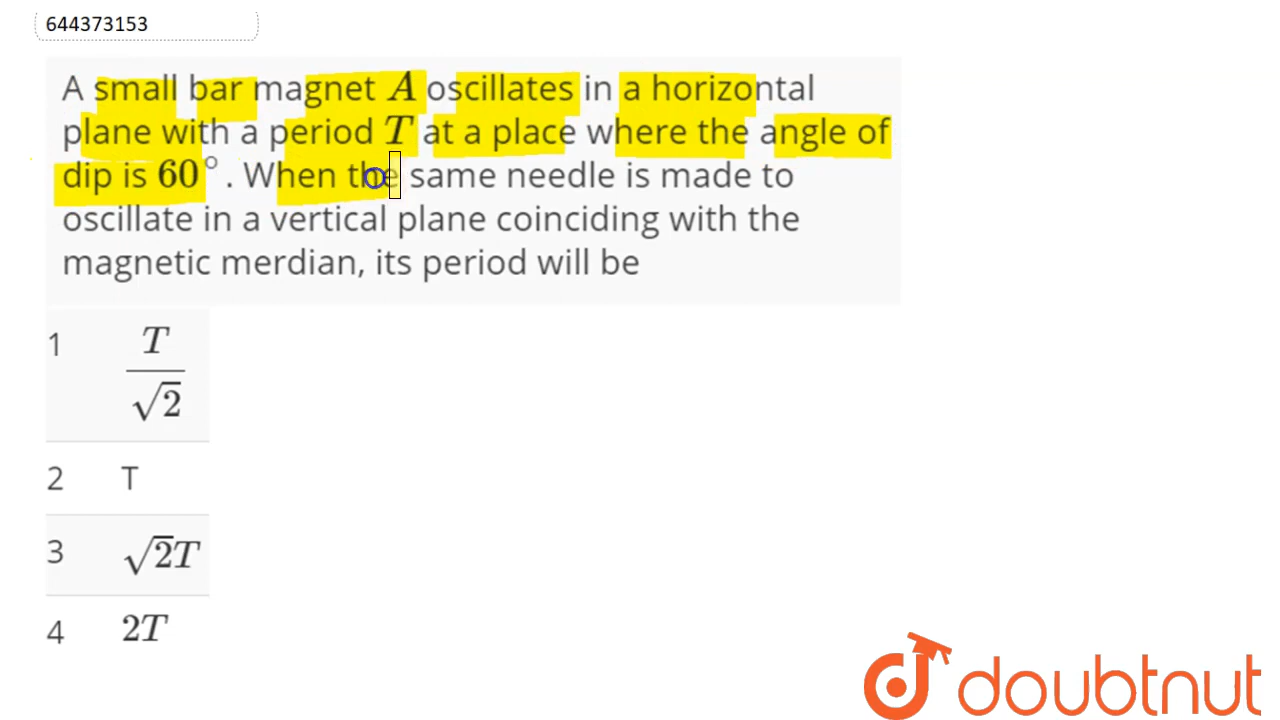 644373153
A small bar magnet A oscillates in a horizontal
plane with a period T at a place where the angle of
dip is 60°. When the same needle is made to
oscillate in a vertical plane coinciding with the
magnetic merdian, its period will be
1 T/√2
2 T
3 √2T
4 2T
doubtnut